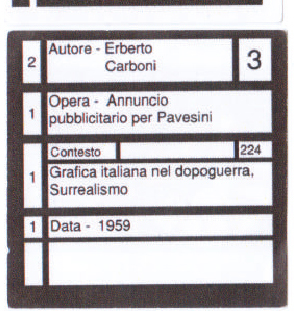 2 Autore - Erberto 3
Carboni
1 Opera - Annuncio
pubblicitario per Pavesini
Contesto 224
1 Grafica italiana nel dopoguerra,
Surrealismo
1 Data - 1959